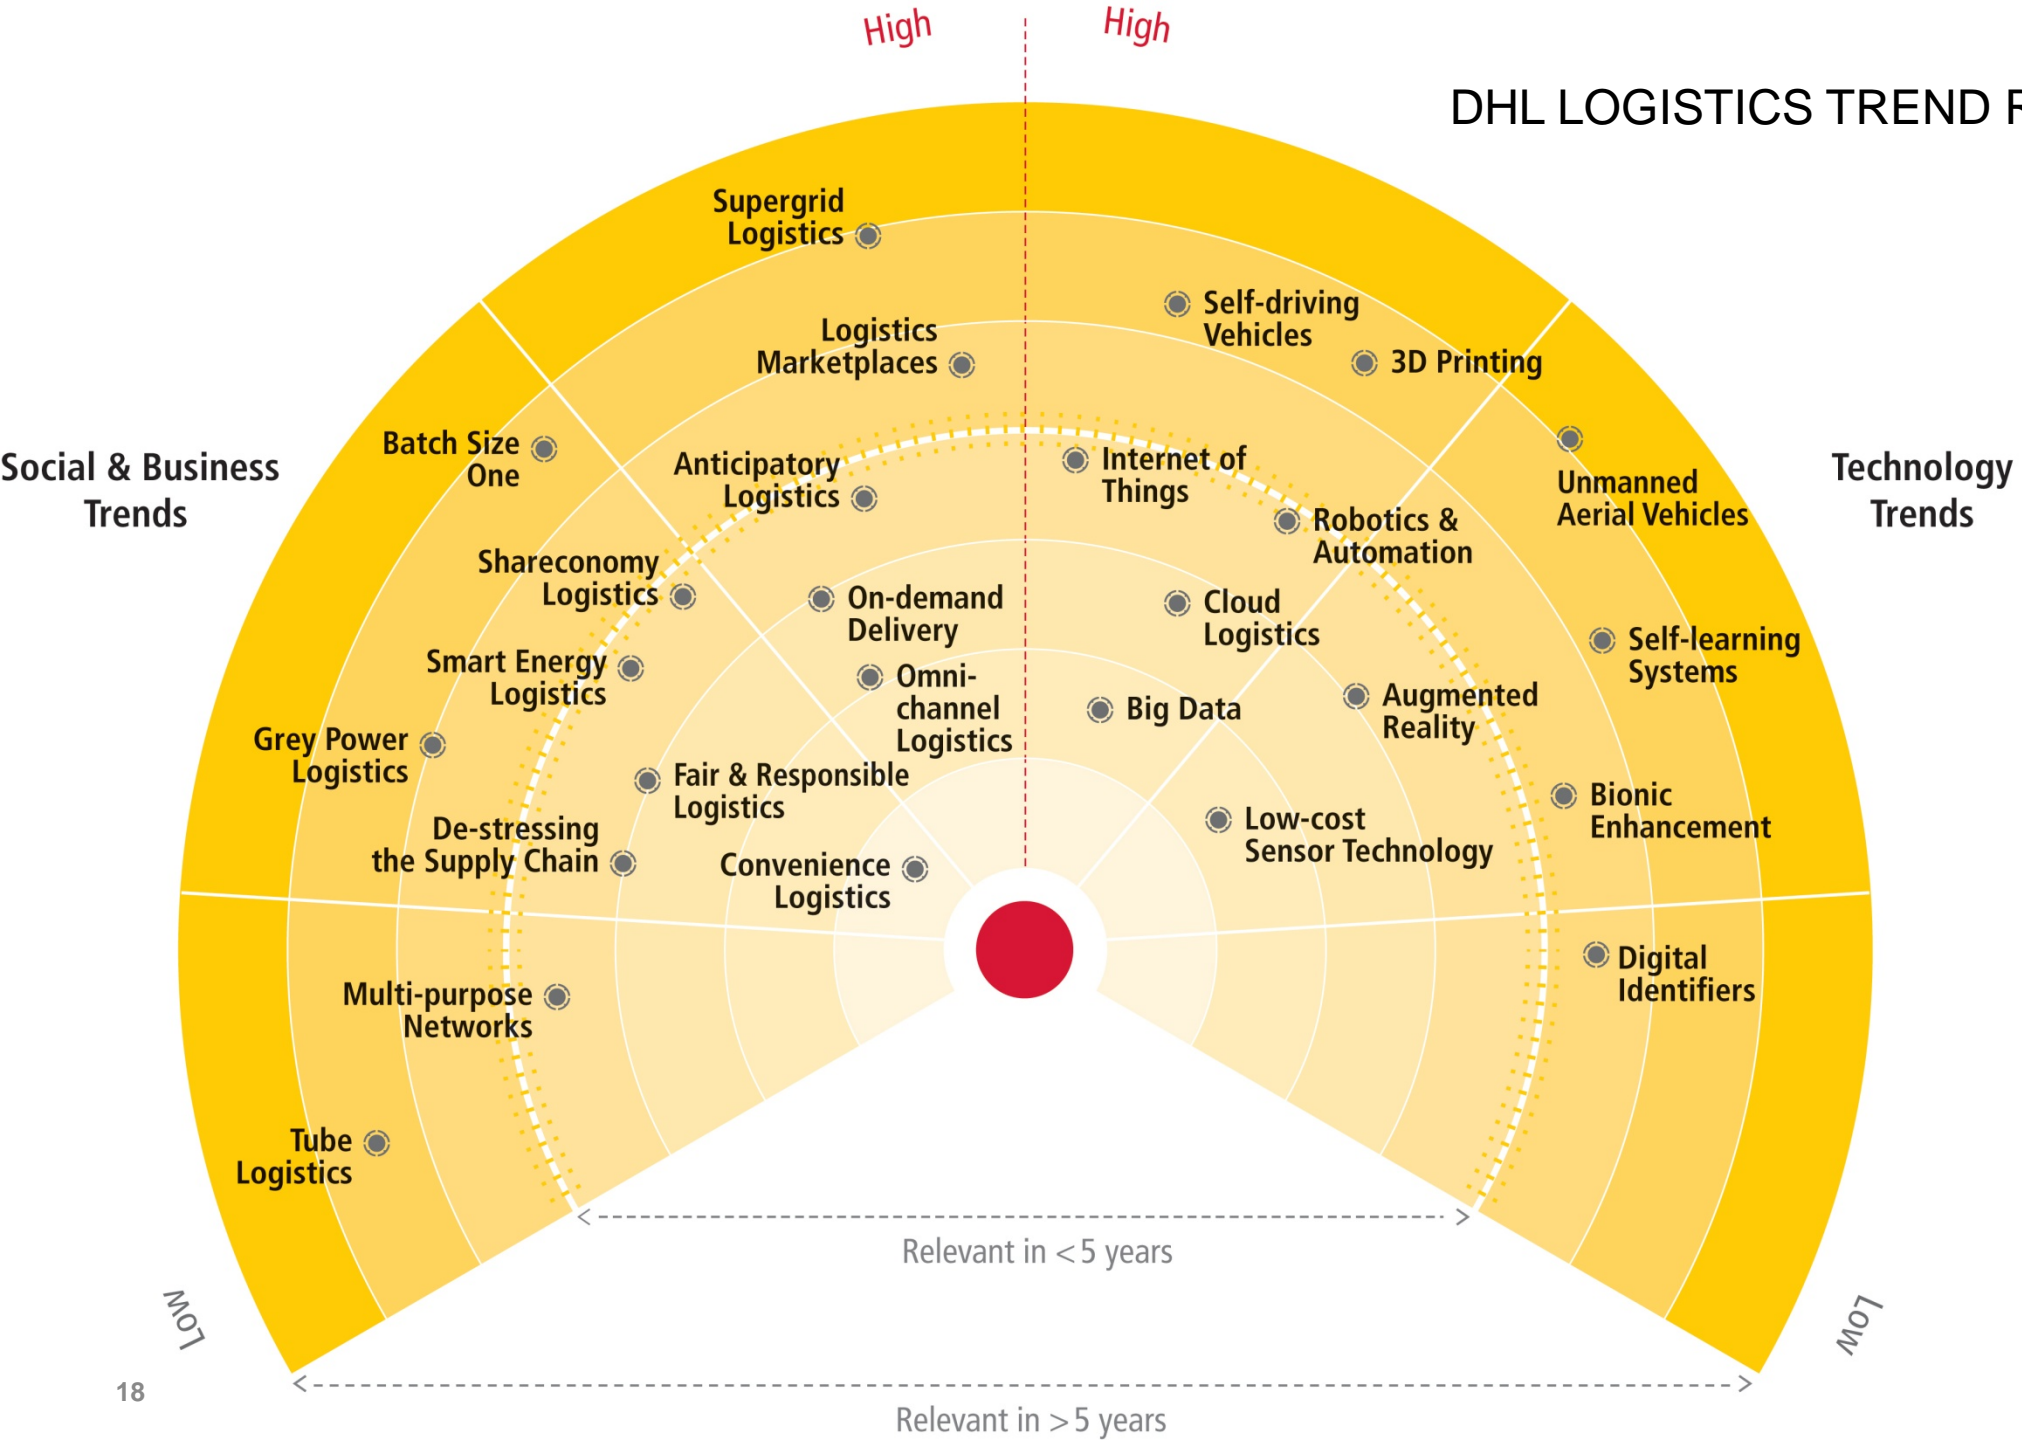 High
High
DHL LOGISTICS TREND
Supergrid
Logistics
Self-driving
Vehicles
Logistics
Marketplaces
3D Printing
Batch Size
One
Social & Business
Trends
Anticipatory
Logistics
Internet of
Things
Unmanned
Aerial Vehicles
Technology
Trends
Robotics &
Automation
Shareconomy
Logistics
On-demand
Delivery
Cloud
Logistics
Self-learning
Systems
Smart Energy
Logistics
Omni-
channel
Logistics
Big Data
Augmented
Reality
Grey Power
Logistics
Fair & Responsible
Logistics
Bionic
Enhancement
De-stressing
the Supply Chain
Low-cost
Sensor Technology
Convenience
Logistics
Digital
Identifiers
Multi-purpose
Networks
Tube
Logistics
Relevant in < 5 years
Low
Low
18
Relevant in > 5 years